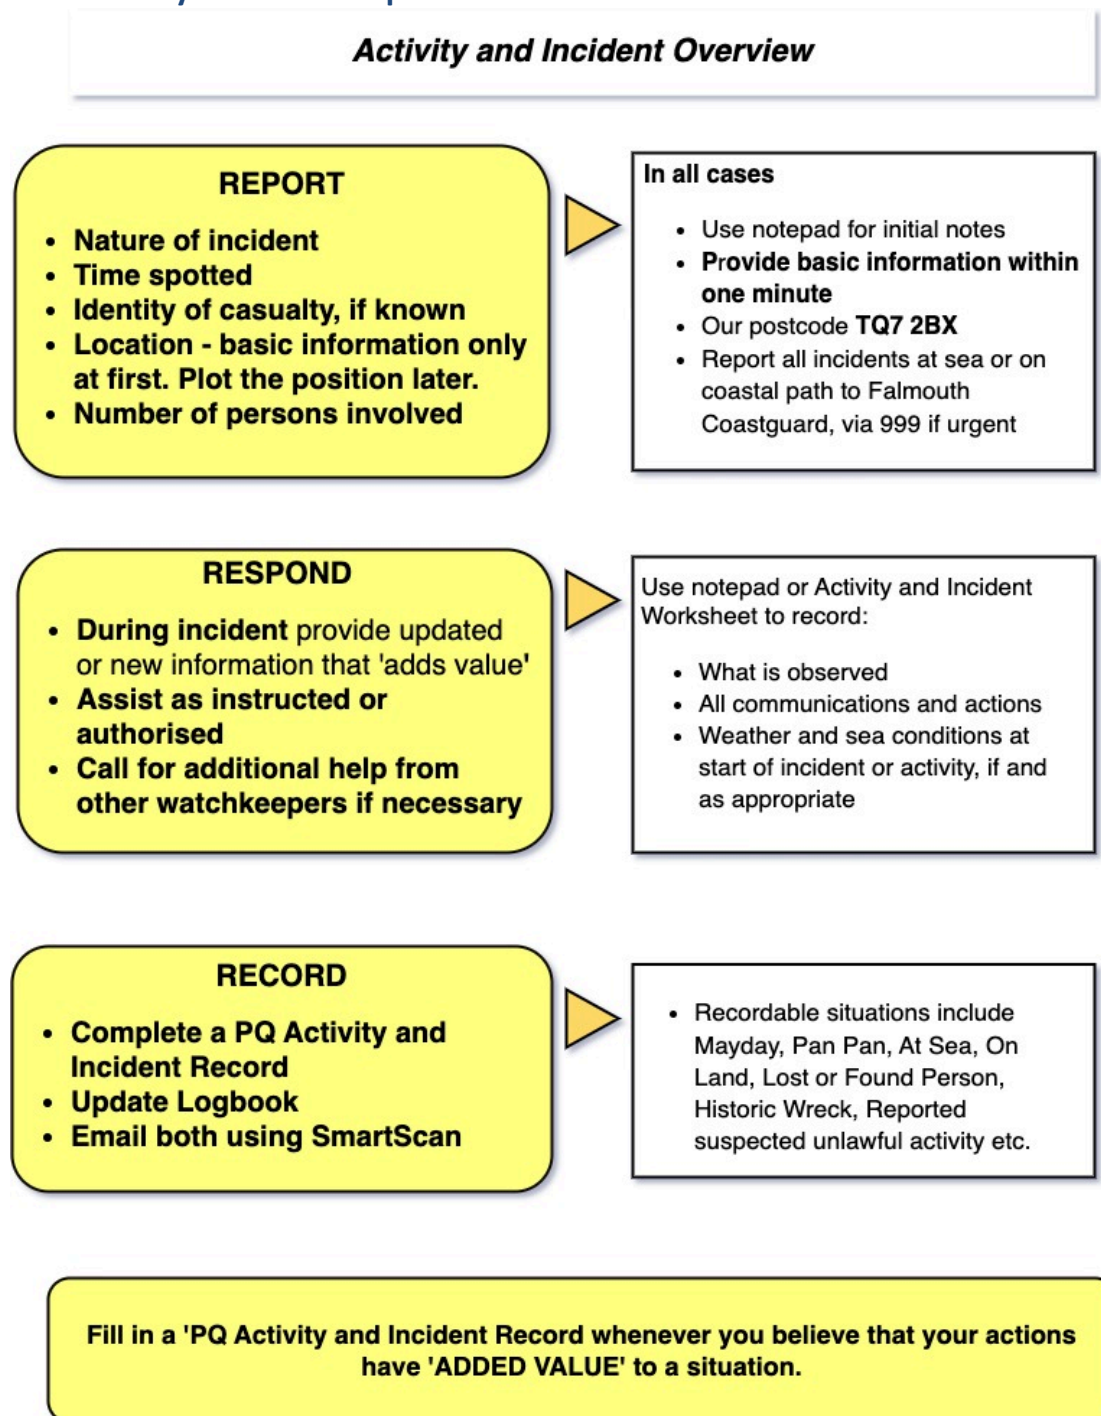 Activity and Incident Overview
REPORT
• Nature of incident
• Time spotted
• Identity of casualty, if known
• Location - basic information only
at first. Plot the position later.
• Number of persons involved
In all cases
• Use notepad for initial notes
• Provide basic information within
one minute
• Our postcode TQ7 2BX
• Report all incidents at sea or on
coastal path to Falmouth
Coastguard, via 999 if urgent
RESPOND
• During incident provide updated
or new information that 'adds value'
• Assist as instructed or
authorised
• Call for additional help from
other watchkeepers if necessary
Use notepad or Activity and Incident
Worksheet to record:
• What is observed
• All communications and actions
• Weather and sea conditions at
start of incident or activity, if and
as appropriate
RECORD
• Complete a PQ Activity and
Incident Record
• Update Logbook
• Email both using SmartScan
• Recordable situations include
Mayday, Pan Pan, At Sea, On
Land, Lost or Found Person,
Historic Wreck, Reported
suspected unlawful activity etc.
Fill in a 'PQ Activity and Incident Record whenever you believe that your actions
have 'ADDED VALUE' to a situation.